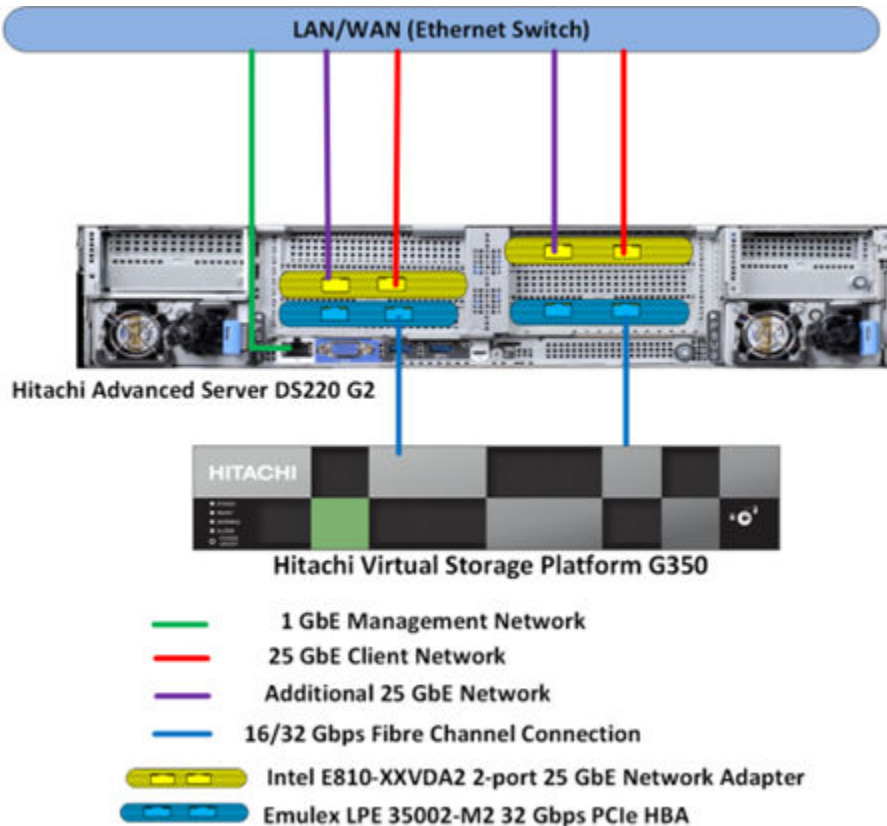 LAN/WAN (Ethernet Switch)
Hitachi Advanced Server DS220 G2
HITACHI
Hitachi Virtual Storage Platform G350
1 GbE Management Network
25 GbE Client Network
Additional 25 GbE Network
16/32 Gbps Fibre Channel Connection
Intel E810-XXVDA2 2-port 25 GbE Network Adapter
Emulex LPE 35002-M2 32 Gbps PCIe HBA